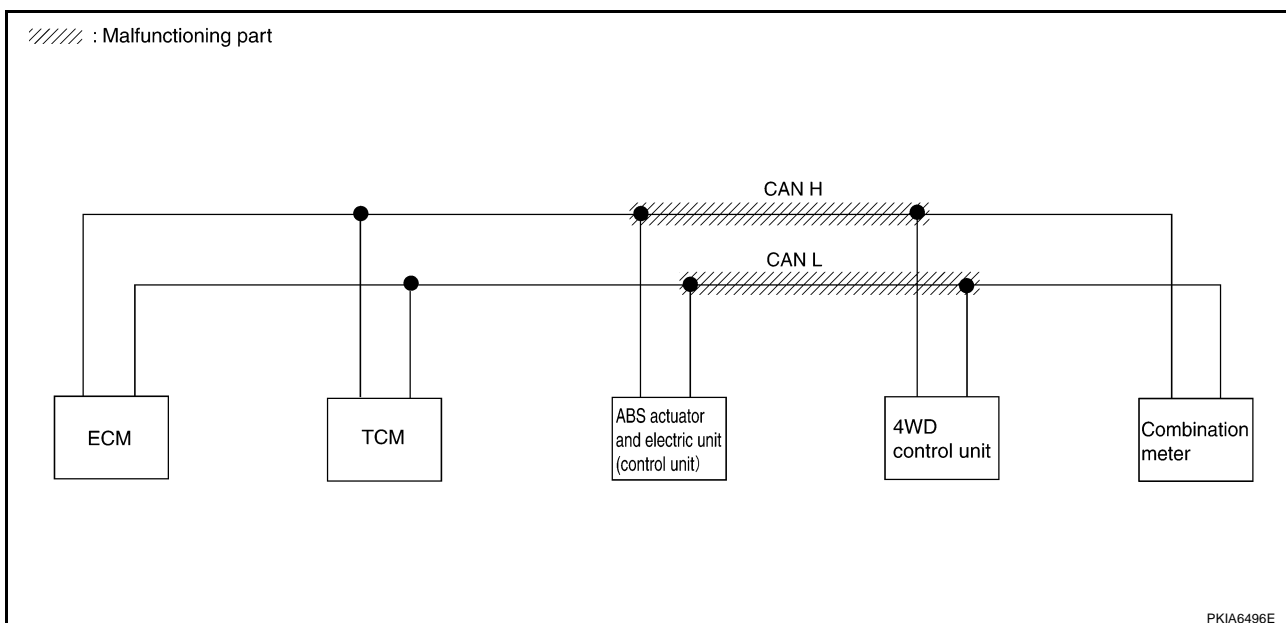 : Malfunctioning part
CAN H
CAN L
ECM
TCM
ABS actuator
and electric unit
(control unit)
4WD
control unit
Combination
meter
PKIA6496E